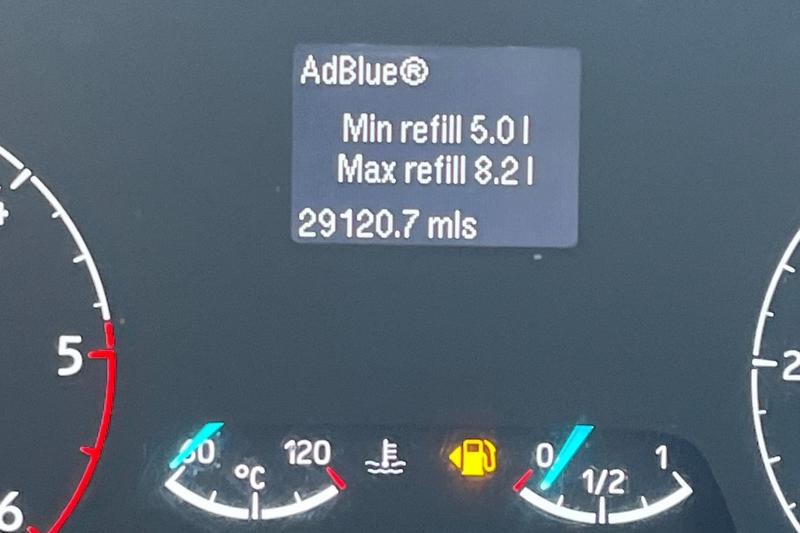 AdBlue®
Min refill 5.0 l
Max refill 8.2 l
29120.7 mls
5
6
2
120
°C
0
1/2
1